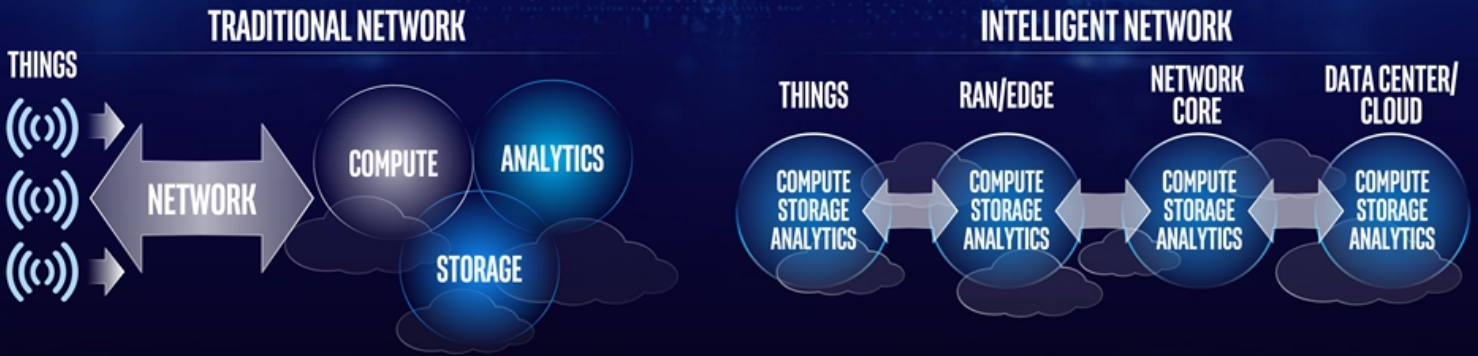 TRADITIONAL NETWORK
THINGS
NETWORK
COMPUTE
ANALYTICS
STORAGE
INTELLIGENT NETWORK
THINGS
COMPUTE
STORAGE
ANALYTICS
RAN/EDGE
COMPUTE
STORAGE
ANALYTICS
NETWORK
CORE
COMPUTE
STORAGE
ANALYTICS
DATA CENTER/
CLOUD
COMPUTE
STORAGE
ANALYTICS